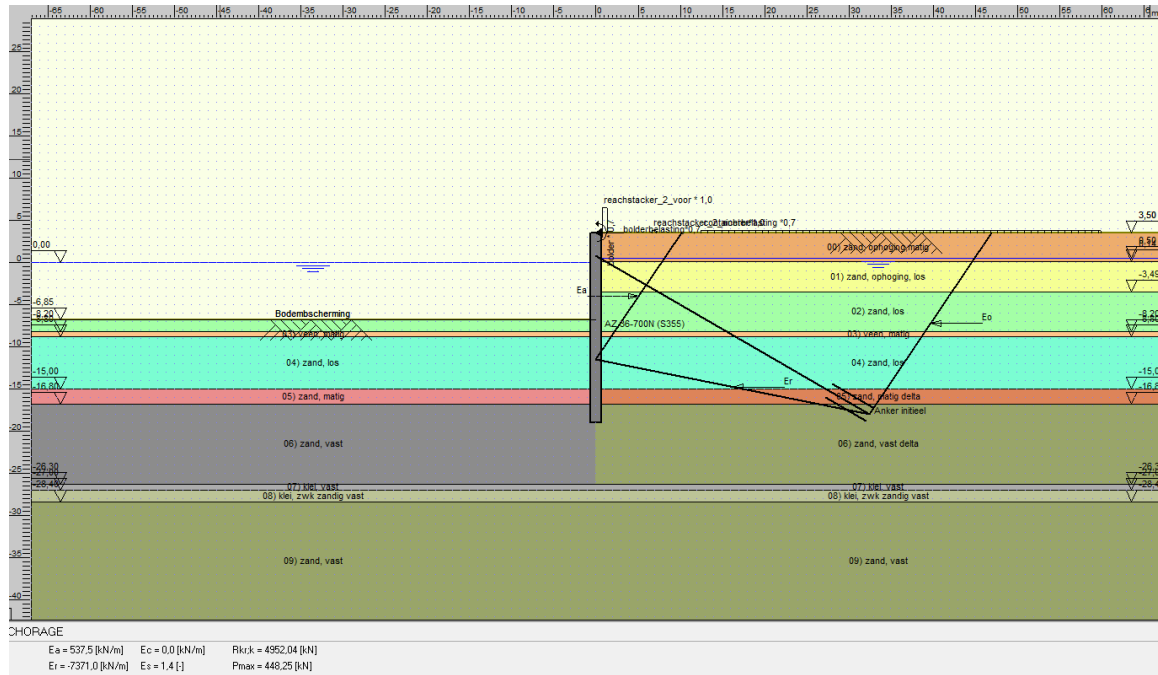 -65 -60 -55 -50 -45 -40 -35 -30 -25 -20 -15 -10 -5 0 5 10 15 20 25 30 35 40 45 50 55 60
25
15
10
5
0
-5
-10
-15
-20
-25
-30
-35
-40
reachstacker_2_voor * 1,0
bolderbelasting*0,7
3,50
0,00
00) zand, ophoging, matig
01) zand, ophoging, los
-3,49
Ea
-6,85
-8,20
Bodembscherming
AZ 36-700N (S355)
02) zand, los
Eo
-8,20
03) veen, matig
03) veen, matig
04) zand, los
04) zand, los
-15,00
-16,80
Er
05) zand, matig
05) zand, matig delta
Anker initieel
06) zand, vast
06) zand, vast delta
-26,30
-28,40
07) klei, vast
07) klei, vast
08) klei, zwk zandig vast
08) klei, zwk zandig vast
09) zand, vast
09) zand, vast
CHORAGE
Ea = 537,5 [kN/m] Ec = 0,0 [kN/m] Rkr;k = 4952,04 [kN]
Er = -7371,0 [kN/m] Es = 1,4 [-] Pmax = 448,25 [kN]